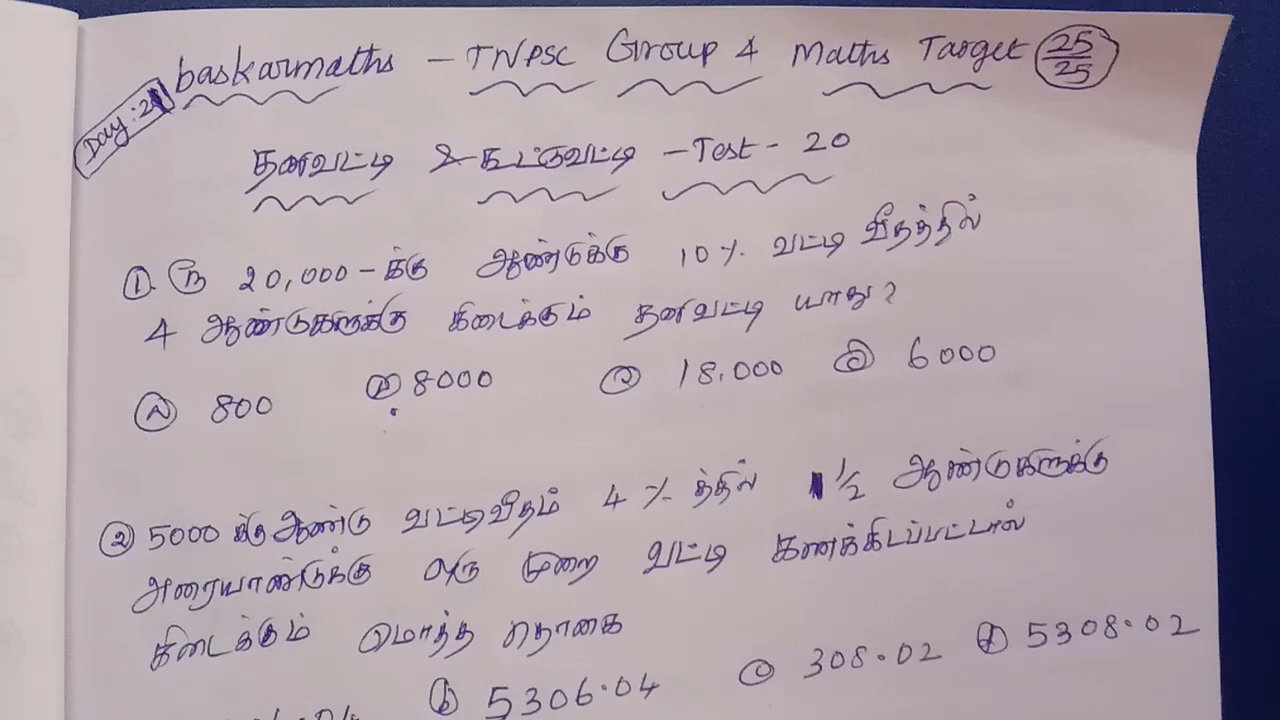 Day: 21 baskarmaths - TNPSC Group 4 Maths Target 25/25
தனிவட்டி & கூட்டுவட்டி - Test - 20
① ரூ 20,000 - க்கு ஆண்டுக்கு 10 % வட்டி வீதத்தில்
4 ஆண்டுகளுக்கு கிடைக்கும் தனிவட்டி யாது?
Ⓐ 800 Ⓑ 8000 Ⓒ 18.000 Ⓓ 6000
② 5000 க்கு ஆண்டு வட்டிவீதம் 4 % த்தில் 1 1/2 ஆண்டுகளுக்கு
அரையாண்டுக்கு ஒரு முறை வட்டி கணக்கிடப்பட்டால்
கிடைக்கும் மொத்த தொகை
ⓑ 5306.04 ⓒ 308.02 ⓓ 5308.02